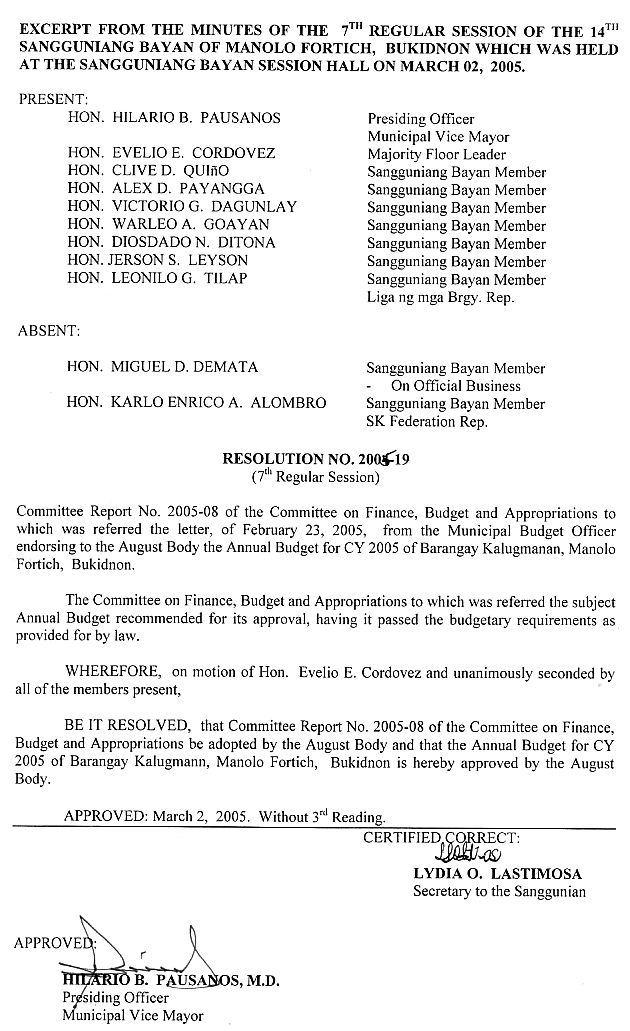 EXCERPT FROM THE MINUTES OF THE 7TH REGULAR SESSION OF THE 14TH
SANGGUNIANG BAYAN OF MANOLO FORTICH, BUKIDNON WHICH WAS HELD
AT THE SANGGUNIANG BAYAN SESSION HALL ON MARCH 02, 2005.
PRESENT:
HON. HILARIO B. PAUSANOS Presiding Officer
Municipal Vice Mayor
HON. EVELIO E. CORDOVEZ Majority Floor Leader
HON. CLIVE D. QUIñO Sangguniang Bayan Member
HON. ALEX D. PAYANGGA Sangguniang Bayan Member
HON. VICTORIO G. DAGUNLAY Sangguniang Bayan Member
HON. WARLEO A. GOAYAN Sangguniang Bayan Member
HON. DIOSDADO N. DITONA Sangguniang Bayan Member
HON. JERSON S. LEYSON Sangguniang Bayan Member
HON. LEONILO G. TILAP Sangguniang Bayan Member
Liga ng mga Brgy. Rep.
ABSENT:
HON. MIGUEL D. DEMATA Sangguniang Bayan Member
- On Official Business
HON. KARLO ENRICO A. ALOMBRO Sangguniang Bayan Member
SK Federation Rep.
RESOLUTION NO. 2005-19
(7th Regular Session)
Committee Report No. 2005-08 of the Committee on Finance, Budget and Appropriations to
which was referred the letter, of February 23, 2005, from the Municipal Budget Officer
endorsing to the August Body the Annual Budget for CY 2005 of Barangay Kalugmanan, Manolo
Fortich, Bukidnon.
The Committee on Finance, Budget and Appropriations to which was referred the subject
Annual Budget recommended for its approval, having it passed the budgetary requirements as
provided for by law.
WHEREFORE, on motion of Hon. Evelio E. Cordovez and unanimously seconded by
all of the members present,
BE IT RESOLVED, that Committee Report No. 2005-08 of the Committee on Finance,
Budget and Appropriations be adopted by the August Body and that the Annual Budget for CY
2005 of Barangay Kalugmann, Manolo Fortich, Bukidnon is hereby approved by the August
Body.
APPROVED: March 2, 2005. Without 3rd Reading.
CERTIFIED CORRECT:
LYDIA O. LASTIMOSA
Secretary to the Sanggunian
APPROVED:
HILARIO B. PAUSANOS, M.D.
Presiding Officer
Municipal Vice Mayor